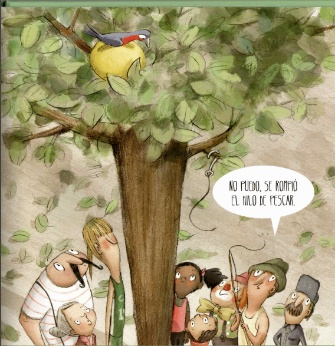 NO PUEDO, SE ROMPIÓ
EL HILO DE PESCAR.